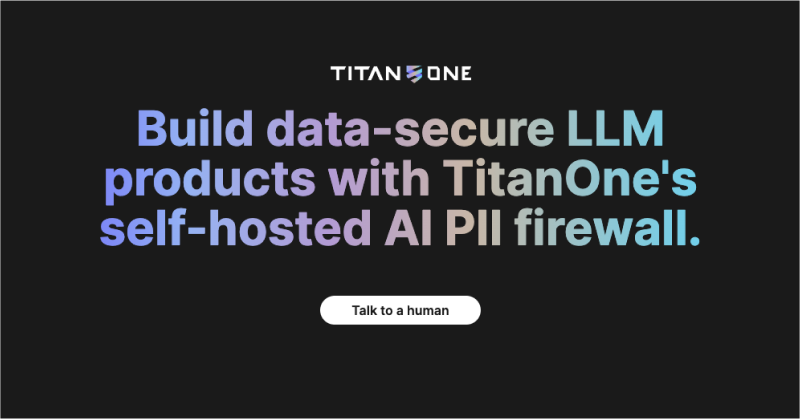 TITAN ONE
Build data-secure LLM
products with TitanOne's
self-hosted AI PII firewall.
Talk to a human